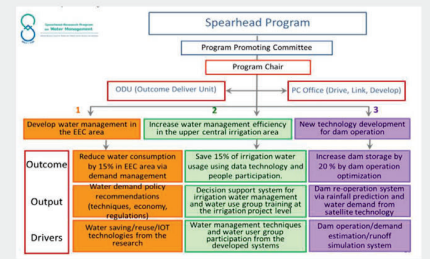 Spearhead Research Program
on Water Management
Spearhead Program
Program Promoting Committee
Program Chair
ODU (Outcome Deliver Unit)
PC Office (Drive, Link, Develop)
1
2
3
Develop water management in
the EEC area
Increase water management efficiency
in the upper central irrigation area
New technology development
for dam operation
Outcome
Reduce water consumption
by 15% in EEC area via
demand management
Save 15% of irrigation water
usage using data technology and
people participation.
Increase dam storage by
20 % by dam operation
optimization
Output
Water demand policy
recommendations
(techniques, economy,
regulations)
Decision support system for
irrigation water management
and water use group training at
the irrigation project level
Dam re-operation system
via rainfall prediction and
water demand from
satellite technology
Drivers
Water saving/reuse/IOT
technologies from the
research
Water management techniques
and water user group
participation from the
developed systems
Dam operation/demand
estimation/runoff
simulation system